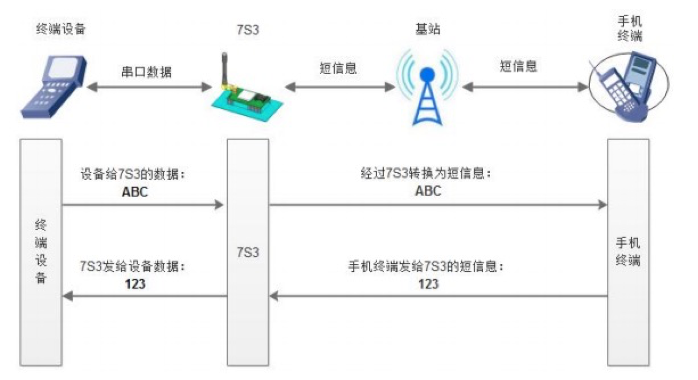 终端设备
7S3
基站
手机
终端
串口数据
短信息
短信息
设备给7S3的数据：
ABC
经过7S3转换为短信息：
ABC
终
端
设
备
7S3
手机
终端
7S3发给设备数据：
123
手机终端发给7S3的短信息：
123